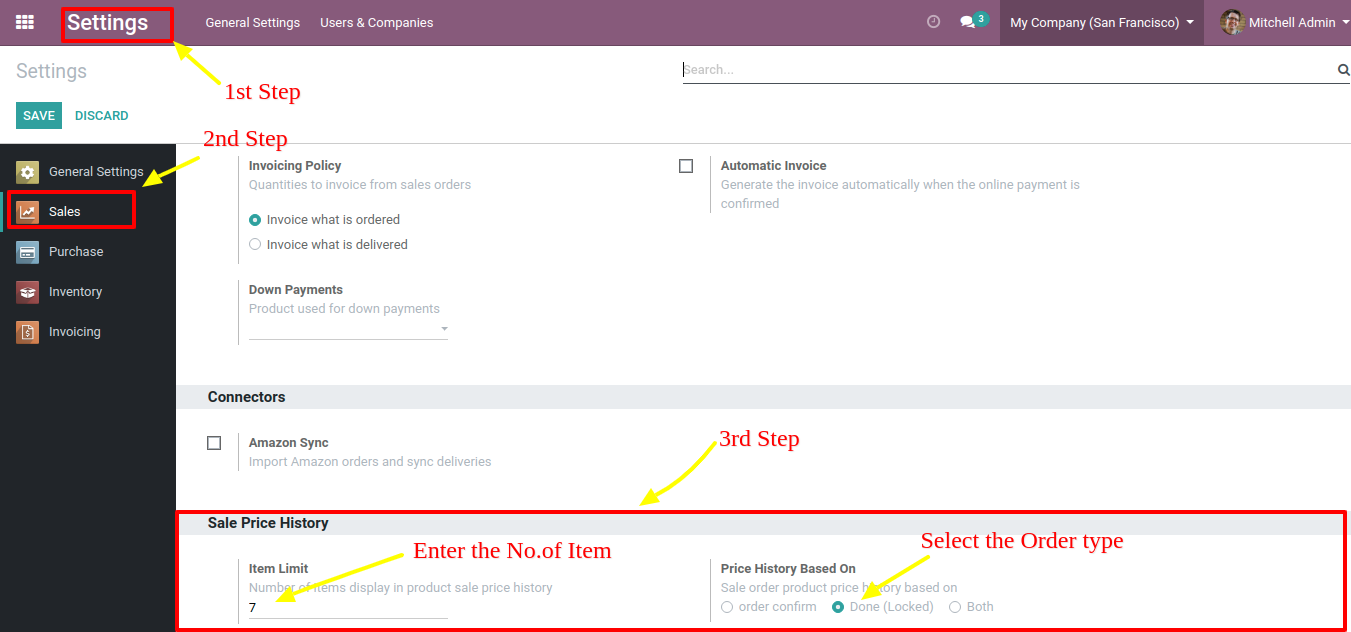 Settings
General Settings
Users & Companies
3
My Company (San Francisco)
Mitchell Admin
Settings
Search...
1st Step
SAVE
DISCARD
2nd Step
General Settings
Sales
Purchase
Inventory
Invoicing
Invoicing Policy
Quantities to invoice from sales orders
Invoice what is ordered
Invoice what is delivered
Automatic Invoice
Generate the invoice automatically when the online payment is
confirmed
Down Payments
Product used for down payments
Connectors
3rd Step
Amazon Sync
Import Amazon orders and sync deliveries
Sale Price History
Enter the No.of Item
Select the Order type
Item Limit
Number of items display in product sale price history
7
Price History Based On
Sale order product price history based on
order confirm
Done (Locked)
Both